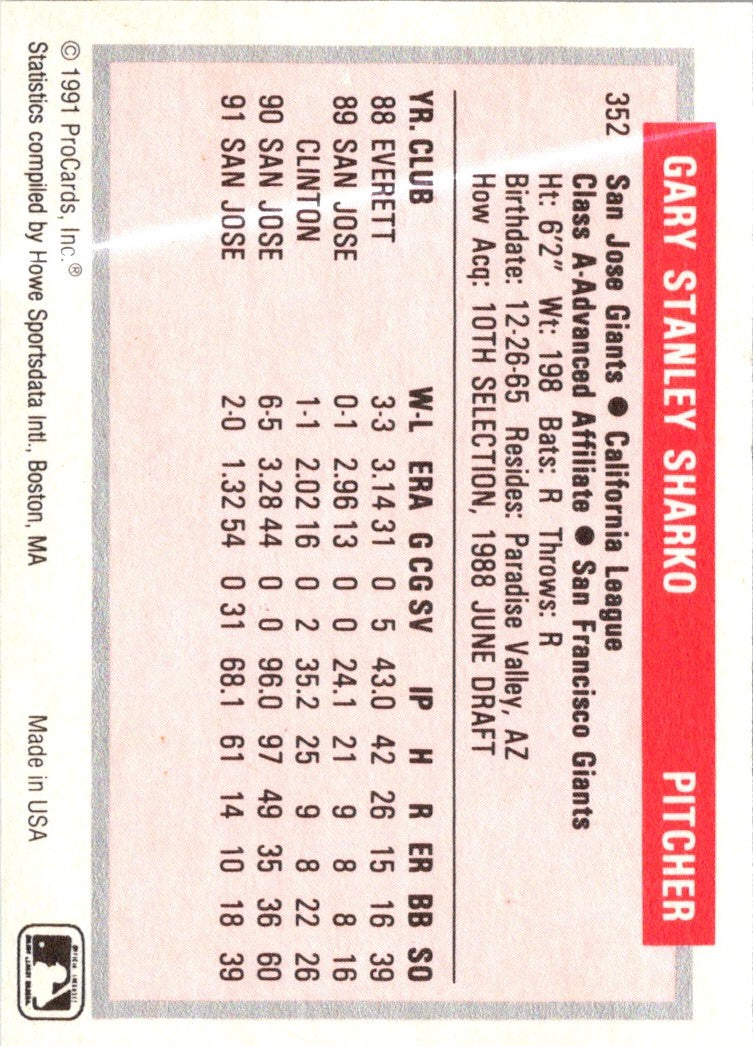 GARY STANLEY SHARKO PITCHER
352 San Jose Giants ● California League
Class A-Advanced Affiliate ● San Francisco Giants
Ht: 6'2" Wt: 198 Bats: R Throws: R
Birthdate: 12-26-65 Resides: Paradise Valley, AZ
How Acq: 10TH SELECTION, 1988 JUNE DRAFT
YR. CLUB W-L ERA G CG SV IP H R ER BB SO
88 EVERETT 3-3 3.14 31 0 5 43.0 42 26 15 16 39
89 SAN JOSE 0-1 2.96 13 0 0 24.1 21 9 8 8 16
CLINTON 1-1 2.02 16 0 2 35.2 25 9 8 22 26
90 SAN JOSE 6-5 3.28 44 0 0 96.0 97 49 35 36 60
91 SAN JOSE 2-0 1.32 54 0 31 68.1 61 14 10 18 39
© 1991 ProCards, Inc.®
Statistics compiled by Howe Sportsdata Intl., Boston, MA Made in USA